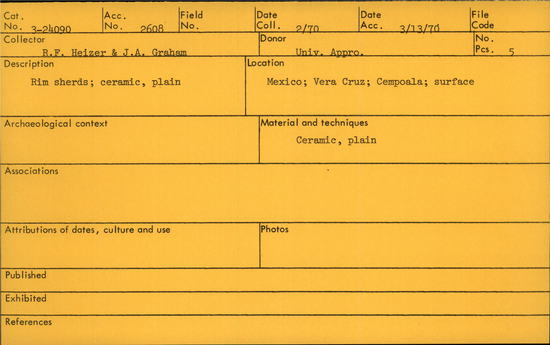 Cat. No. 3-24090 Acc. No. 2608 Field No. Date Coll. 2/70 Date Acc. 3/13/70 File Code
Collector Donor No. Pcs. 5
R.F. Heizer & J.A. Graham Univ. Appro.
Description Location
Rim sherds; ceramic, plain Mexico; Vera Cruz; Cempoala; surface
Archaeological context Material and techniques
Ceramic, plain
Associations
Attributions of dates, culture and use Photos
Published
Exhibited
References